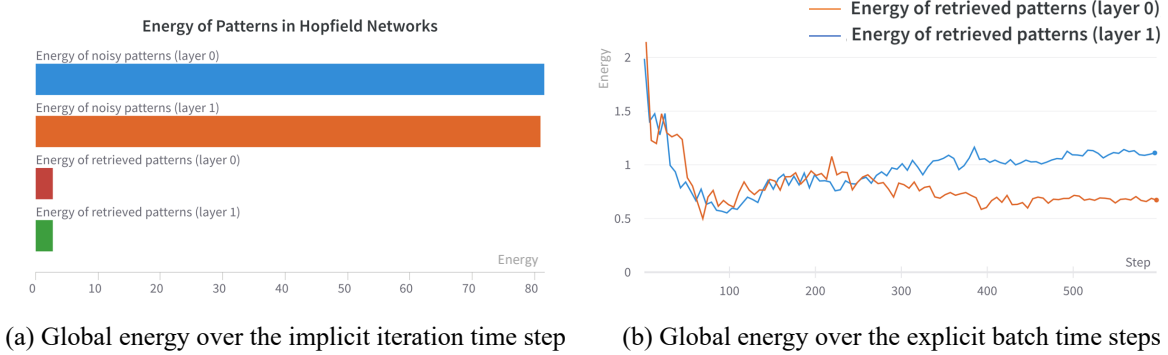 Energy of Patterns in Hopfield Networks
Energy of noisy patterns (layer 0)
Energy of noisy patterns (layer 1)
Energy of retrieved patterns (layer 0)
Energy of retrieved patterns (layer 1)
Energy
0 10 20 30 40 50 60 70 80
(a) Global energy over the implicit iteration time step
Energy of retrieved patterns (layer 0)
Energy of retrieved patterns (layer 1)
Energy
2
1.5
1
0.5
0
Step
100 200 300 400 500
(b) Global energy over the explicit batch time steps